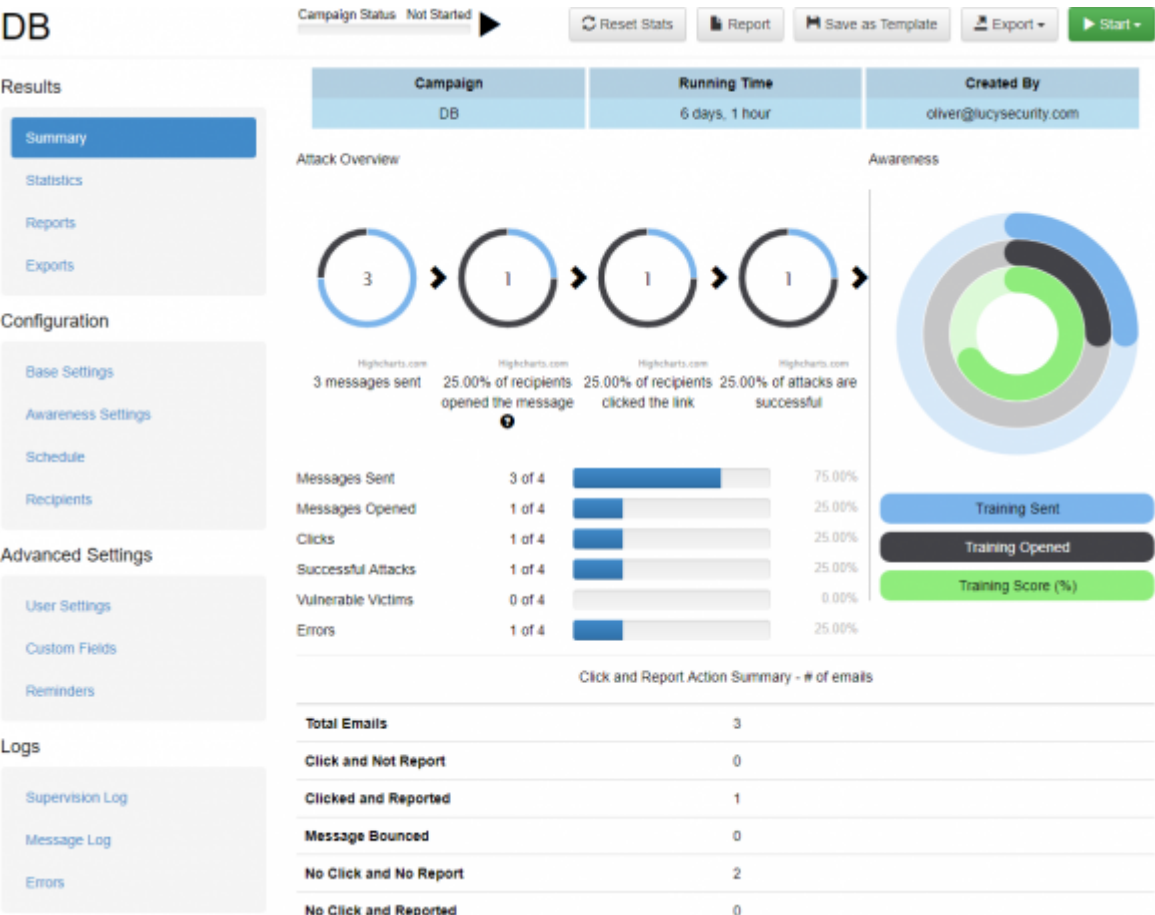 DB
Campaign Status Not Started
Reset Stats
Report
Save as Template
Export
Start
Results
Summary
Statistics
Reports
Exports
Configuration
Base Settings
Awareness Settings
Schedule
Recipients
Advanced Settings
User Settings
Custom Fields
Reminders
Logs
Supervision Log
Message Log
Errors
Campaign Running Time Created By
DB 6 days, 1 hour oliver@lucysecurity.com
Attack Overview
3 1 1 1
Highcharts.com Highcharts.com Highcharts.com Highcharts.com
3 messages sent
25.00% of recipients
opened the message
?
25.00% of recipients
clicked the link
25.00% of attacks are
successful
Messages Sent 3 of 4 75.00%
Messages Opened 1 of 4 25.00%
Clicks 1 of 4 25.00%
Successful Attacks 1 of 4 25.00%
Vulnerable Victims 0 of 4 0.00%
Errors 1 of 4 25.00%
Awareness
Training Sent
Training Opened
Training Score (%)
Click and Report Action Summary - # of emails
Total Emails 3
Click and Not Report 0
Clicked and Reported 1
Message Bounced 0
No Click and No Report 2
No Click and Reported 0